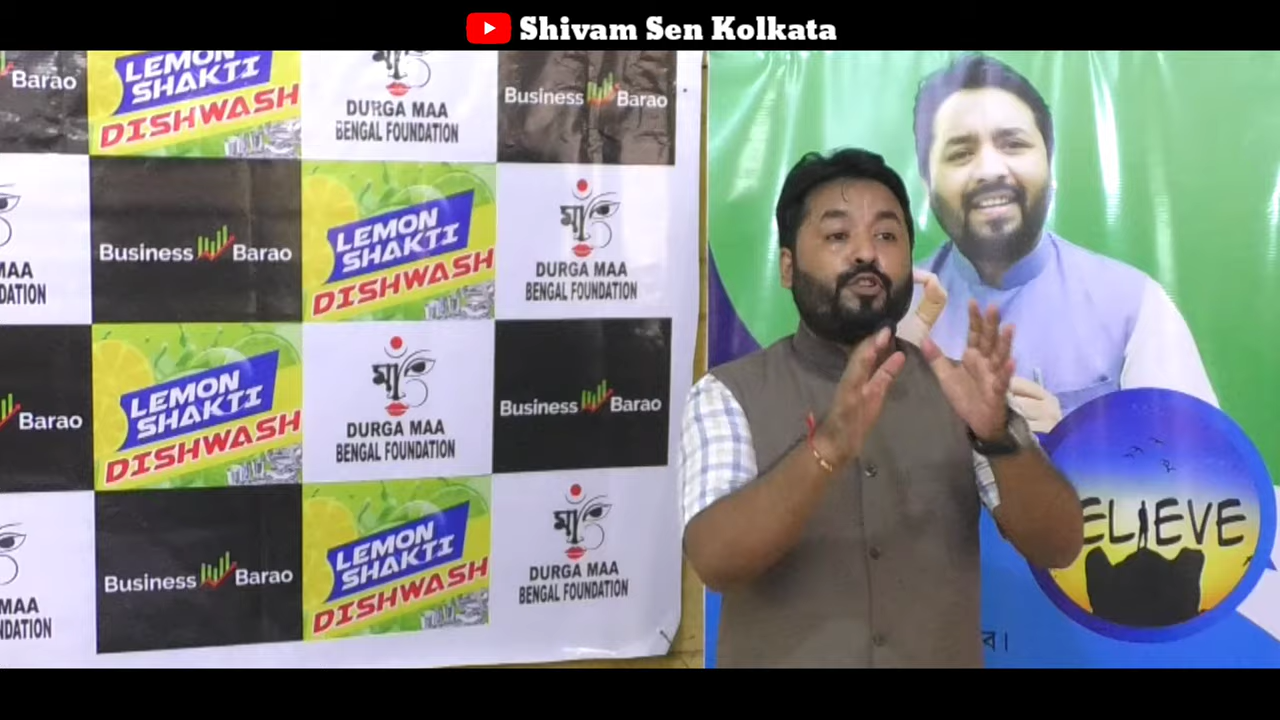 Shivam Sen Kolkata
Barao
LEMON
SHAKTI
DISHWASH
DURGA MAA
BENGAL FOUNDATION
Business Barao
MAA
DATION
Business Barao
LEMON
SHAKTI
DISHWASH
মা
DURGA MAA
BENGAL FOUNDATION
Barao
LEMON
SHAKTI
DISHWASH
মা
DURGA MAA
BENGAL FOUNDATION
Business Barao
MAA
NDATION
Business Barao
LEMON
SHAKTI
DISHWASH
মা
DURGA MAA
BENGAL FOUNDATION
ELIEVE
ব।